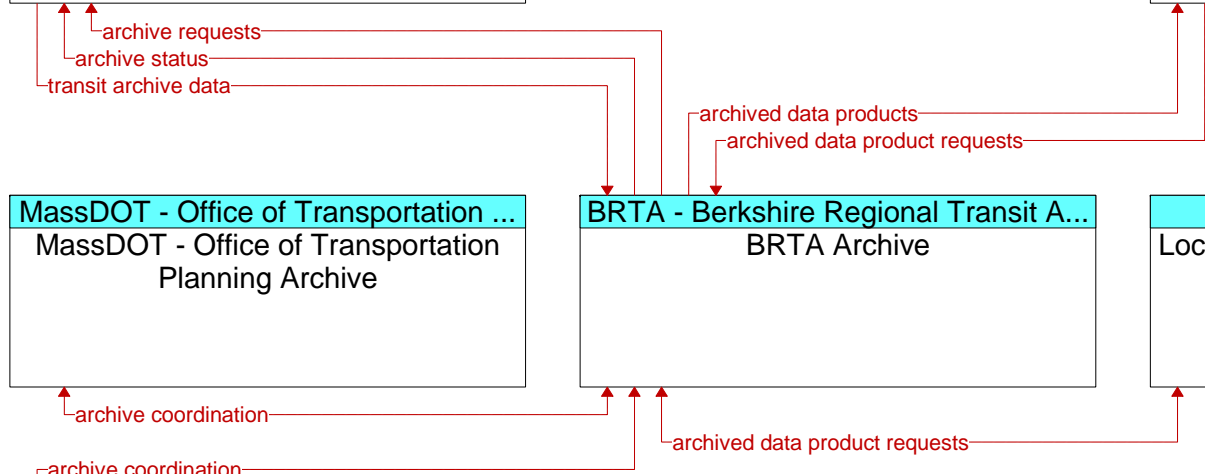 archive requests
archive status
transit archive data
archived data products
archived data product requests
MassDOT - Office of Transportation ...
MassDOT - Office of Transportation
Planning Archive
BRTA - Berkshire Regional Transit A...
BRTA Archive
Loc
archive coordination
archived data product requests
archive coordination